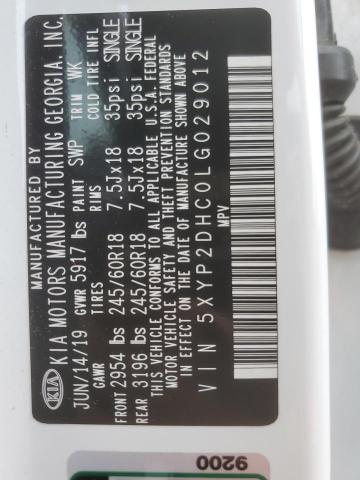 MANUFACTURED BY
KIA MOTORS MANUFACTURING GEORGIA, INC.
KIA
JUN/14/19 GVWR 5917 lbs PAINT SWP TRIM WK
GAWR TIRES RIMS COLD TIRE INFL
FRONT 2954 lbs 245/60R18 7.5Jx18 35psi SINGLE
REAR 3196 lbs 245/60R18 7.5Jx18 35psi SINGLE
THIS VEHICLE CONFORMS TO ALL APPLICABLE U.S.A. FEDERAL
MOTOR VEHICLE SAFETY AND THEFT PREVENTION STANDARDS
IN EFFECT ON THE DATE OF MANUFACTURE SHOWN ABOVE
VIN 5XYP2DHC0LG029012
MPV
9200